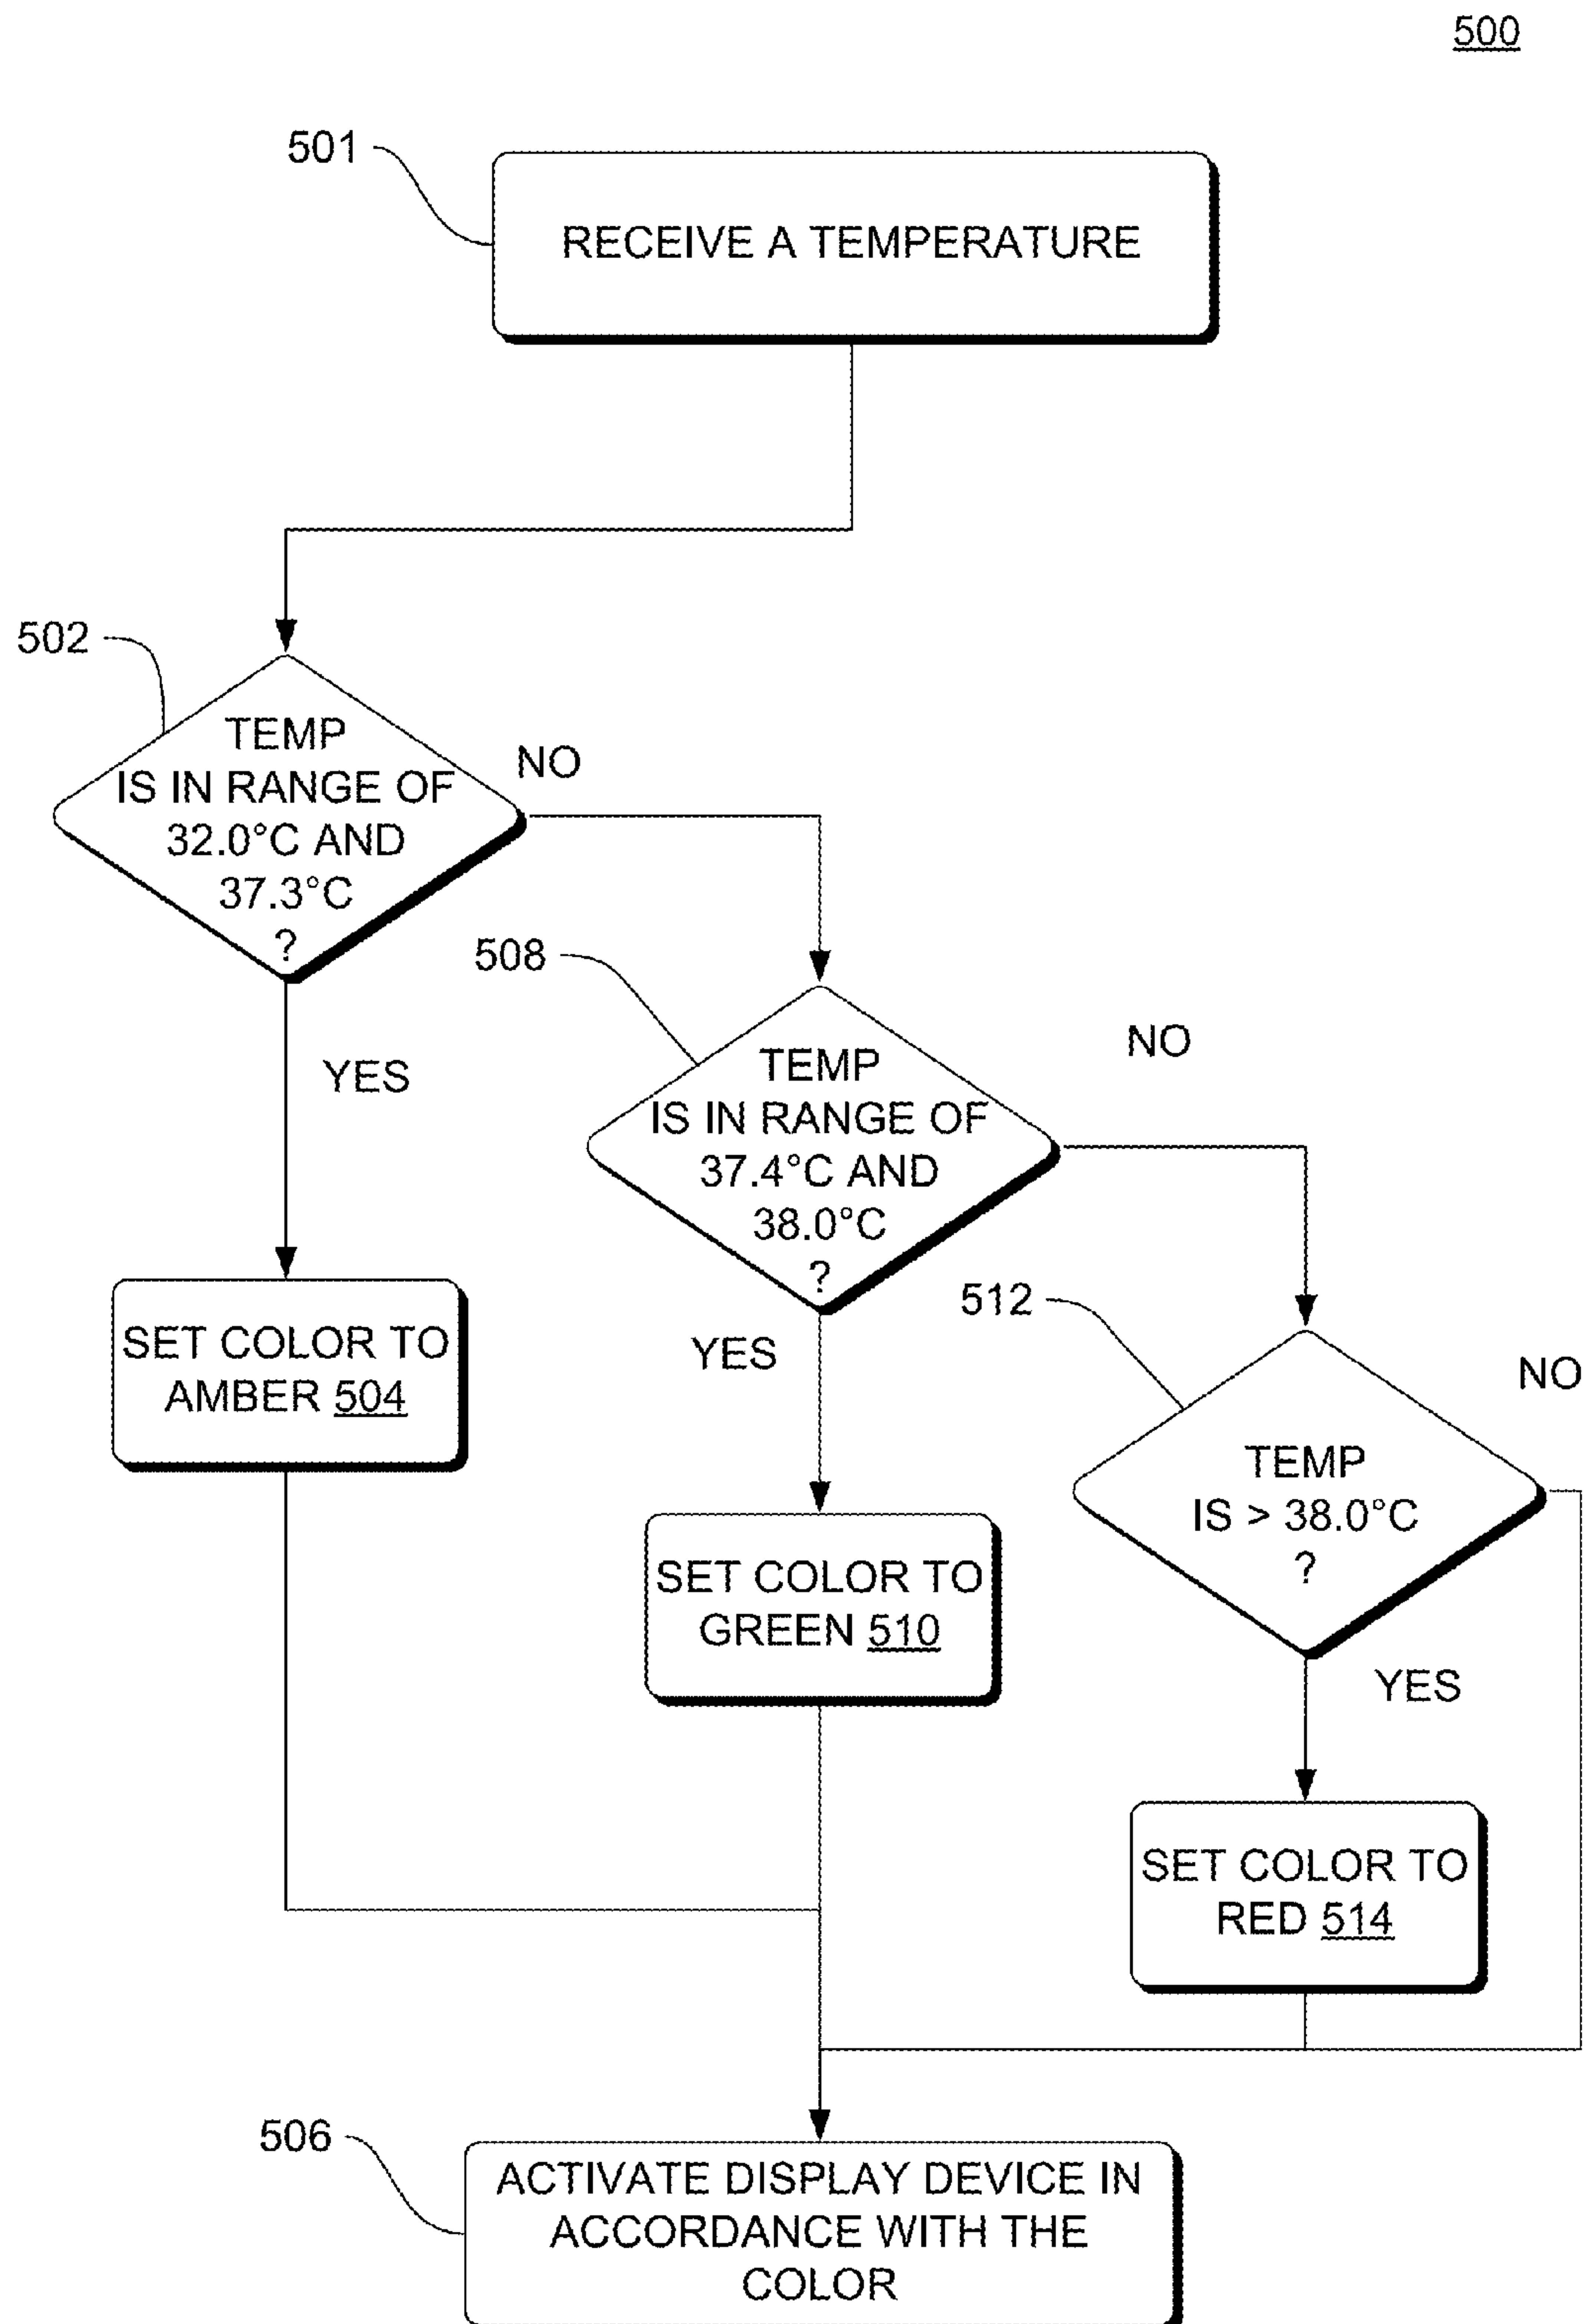 500
501
RECEIVE A TEMPERATURE
502
TEMP
IS IN RANGE OF
32.0°C AND
37.3°C
?
NO
YES
508
TEMP
IS IN RANGE OF
37.4°C AND
38.0°C
?
NO
YES
512
TEMP
IS > 38.0°C
?
NO
YES
SET COLOR TO
AMBER 504
SET COLOR TO
GREEN 510
SET COLOR TO
RED 514
506
ACTIVATE DISPLAY DEVICE IN
ACCORDANCE WITH THE
COLOR